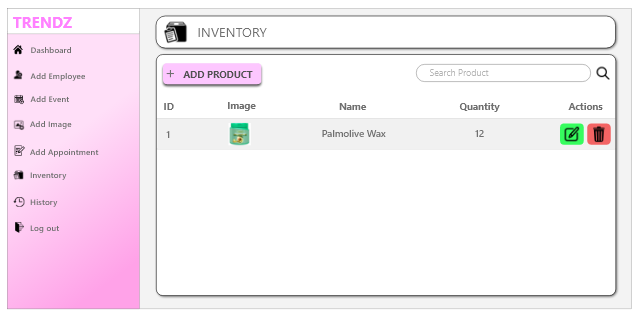 TRENDZ
Dashboard
Add Employee
Add Event
Add Image
Add Appointment
Inventory
History
Log out
INVENTORY
+ ADD PRODUCT
Search Product
ID Image Name Quantity Actions
1 Palmolive Wax 12